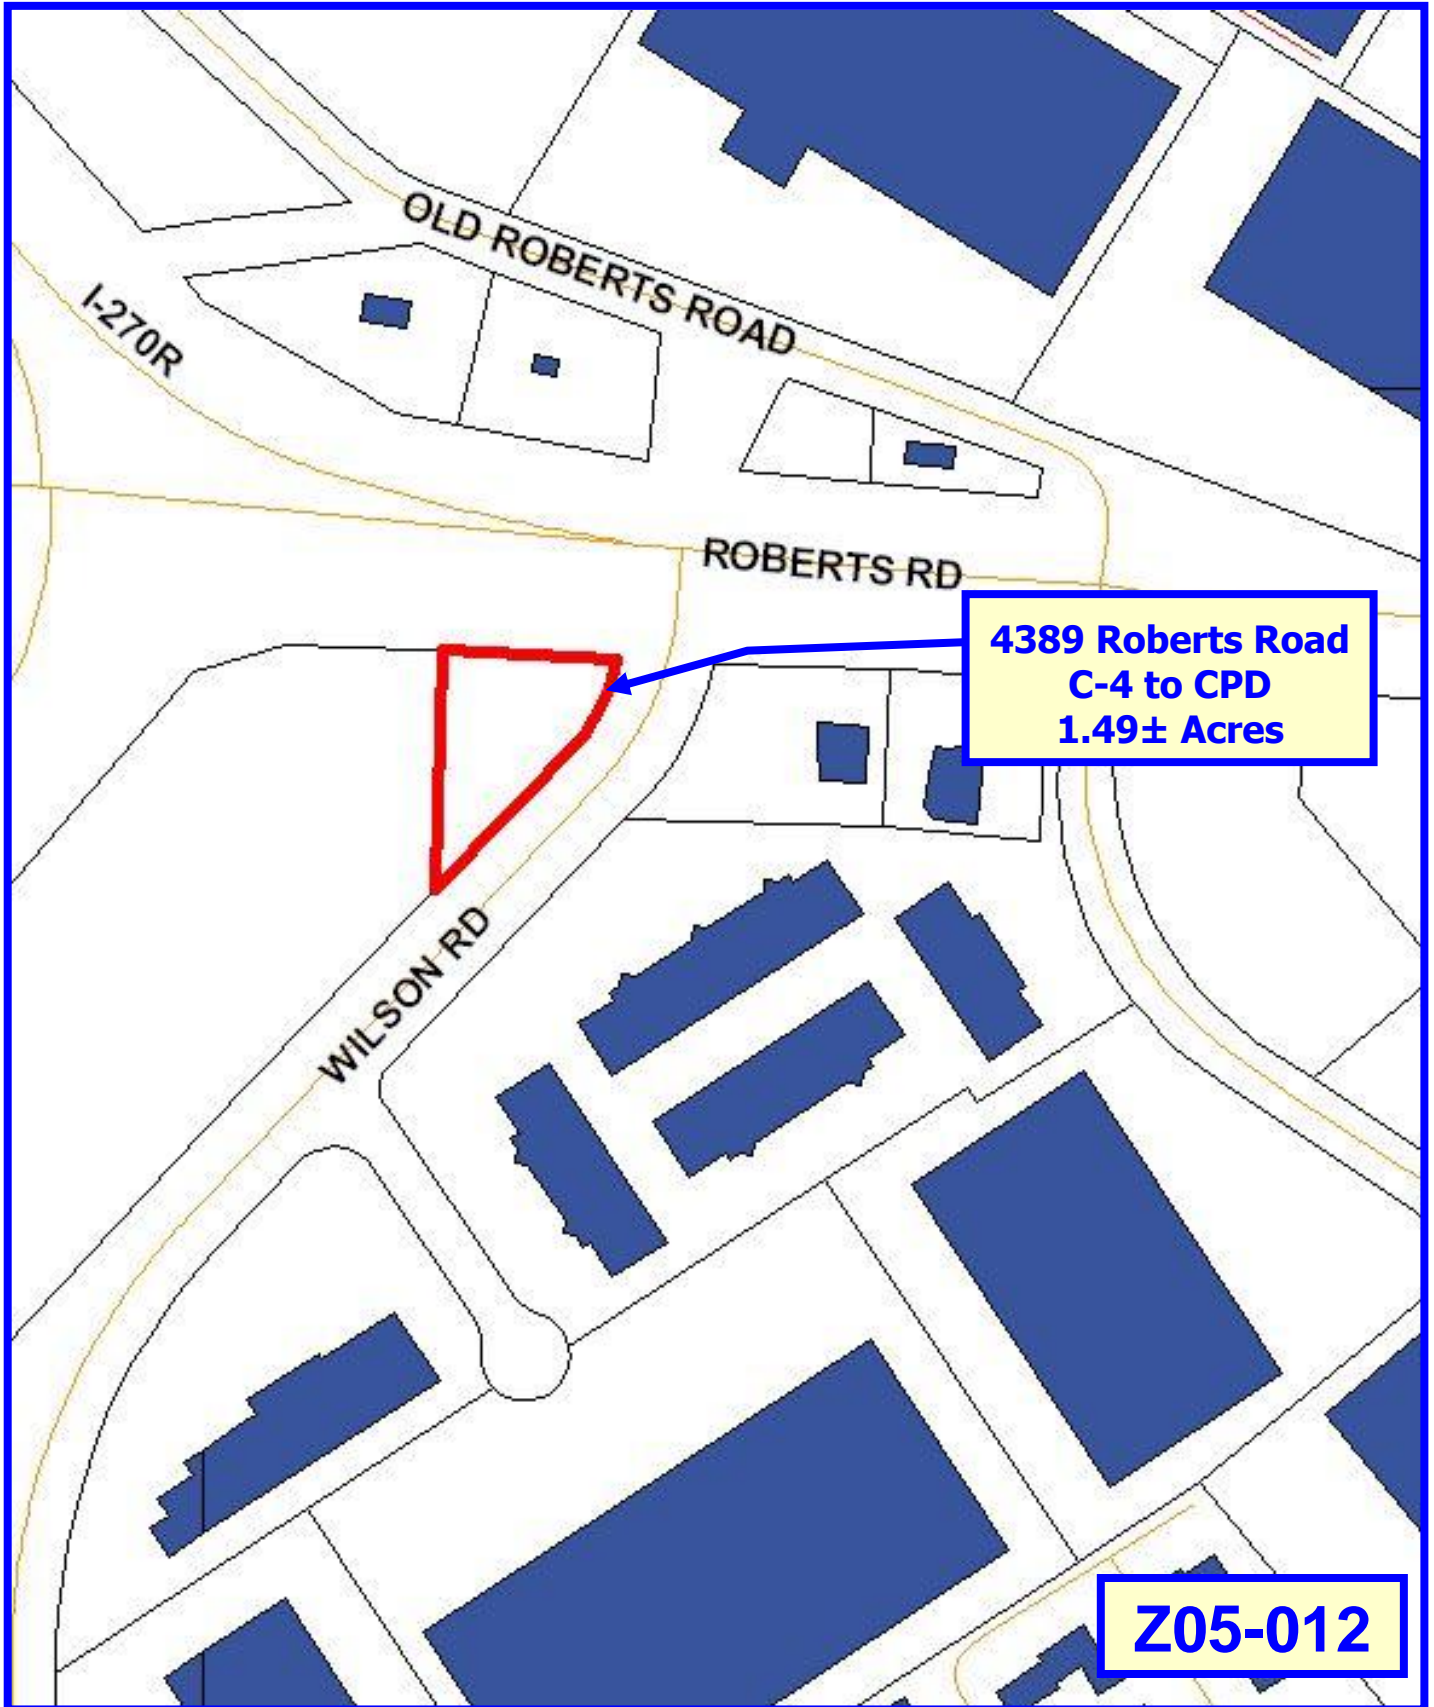 OLD ROBERTS ROAD
I-270R
ROBERTS RD
4389 Roberts Road
C-4 to CPD
1.49± Acres
WILSON RD
Z05-012